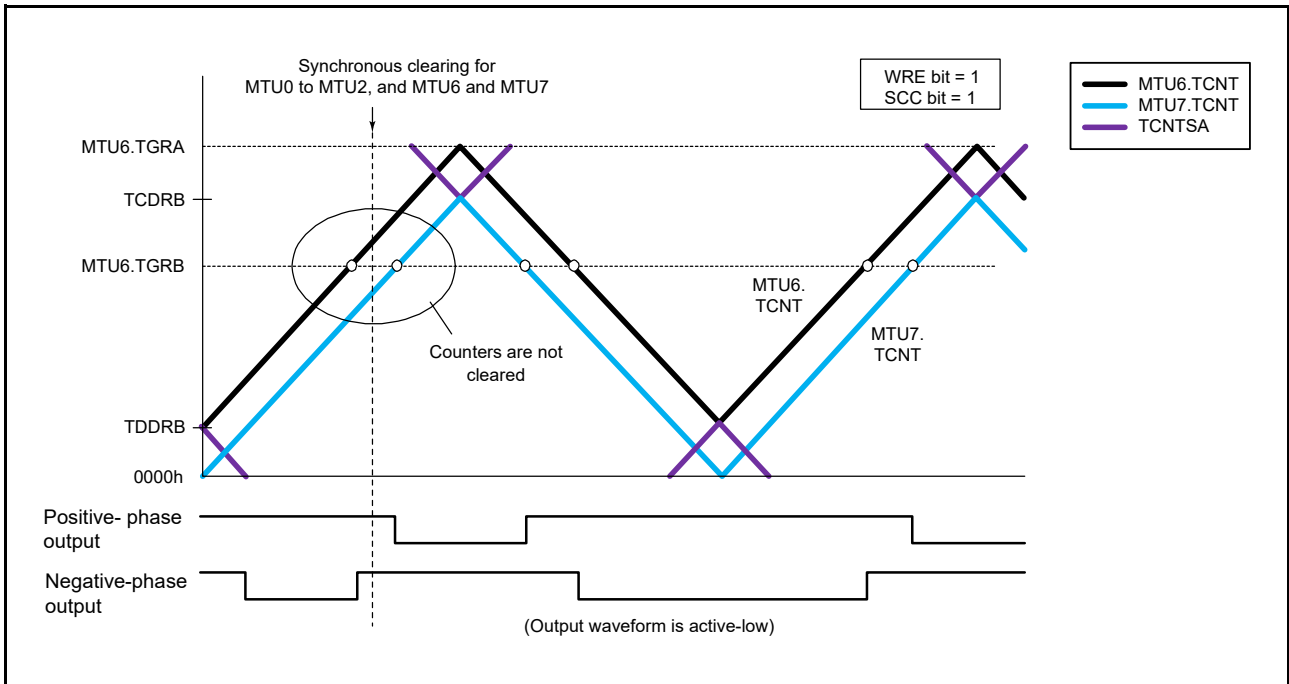 Synchronous clearing for
MTU0 to MTU2, and MTU6 and MTU7
WRE bit = 1
SCC bit = 1
MTU6.TCNT
MTU7.TCNT
TCNTSA
MTU6.TGRA
TCDRB
MTU6.TGRB
TDDRB
0000h
Counters are not
cleared
MTU6.
TCNT
MTU7.
TCNT
Positive- phase
output
Negative-phase
output
(Output waveform is active-low)